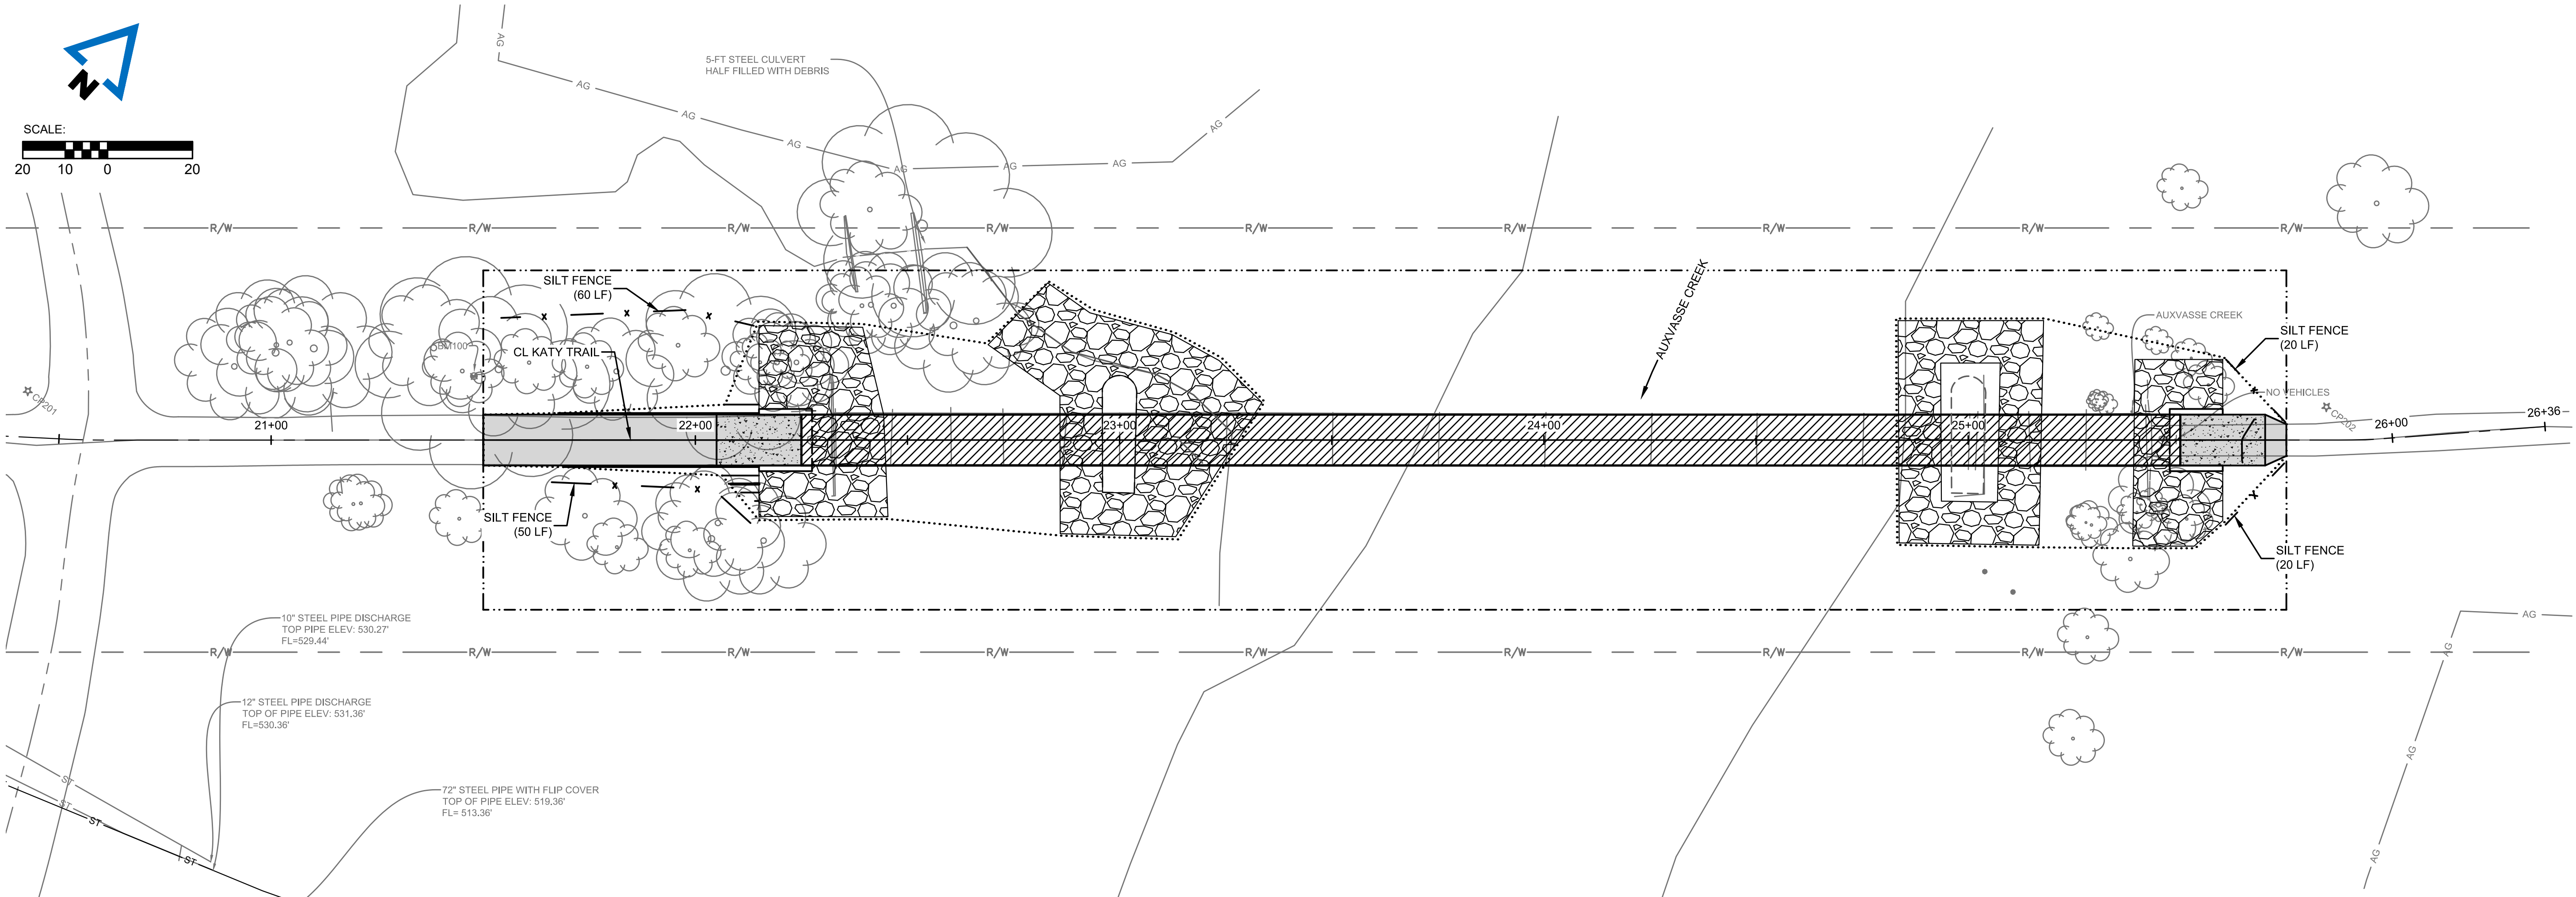 N
SCALE:
20 10 0 20
5-FT STEEL CULVERT
HALF FILLED WITH DEBRIS
AG
AG
AG
AG
AG
AG
AG
AG
R/W
R/W
R/W
R/W
R/W
R/W
R/W
R/W
R/W
SILT FENCE
(60 LF)
AUXVASSE CREEK
AUXVASSE CREEK
SILT FENCE
(20 LF)
BM100
CL KATY TRAIL
NO VEHICLES
CP201
CP202
21+00
22+00
23+00
24+00
25+00
26+00
26+36
SILT FENCE
(50 LF)
SILT FENCE
(20 LF)
10" STEEL PIPE DISCHARGE
TOP PIPE ELEV: 530.27'
FL=529.44'
AG
R/W
R/W
R/W
R/W
R/W
R/W
R/W
R/W
R/W
AG
12" STEEL PIPE DISCHARGE
TOP OF PIPE ELEV: 531.36'
FL=530.36'
AG
72" STEEL PIPE WITH FLIP COVER
TOP OF PIPE ELEV: 519.36'
FL= 513.36'
ST
ST
ST
ST
AG